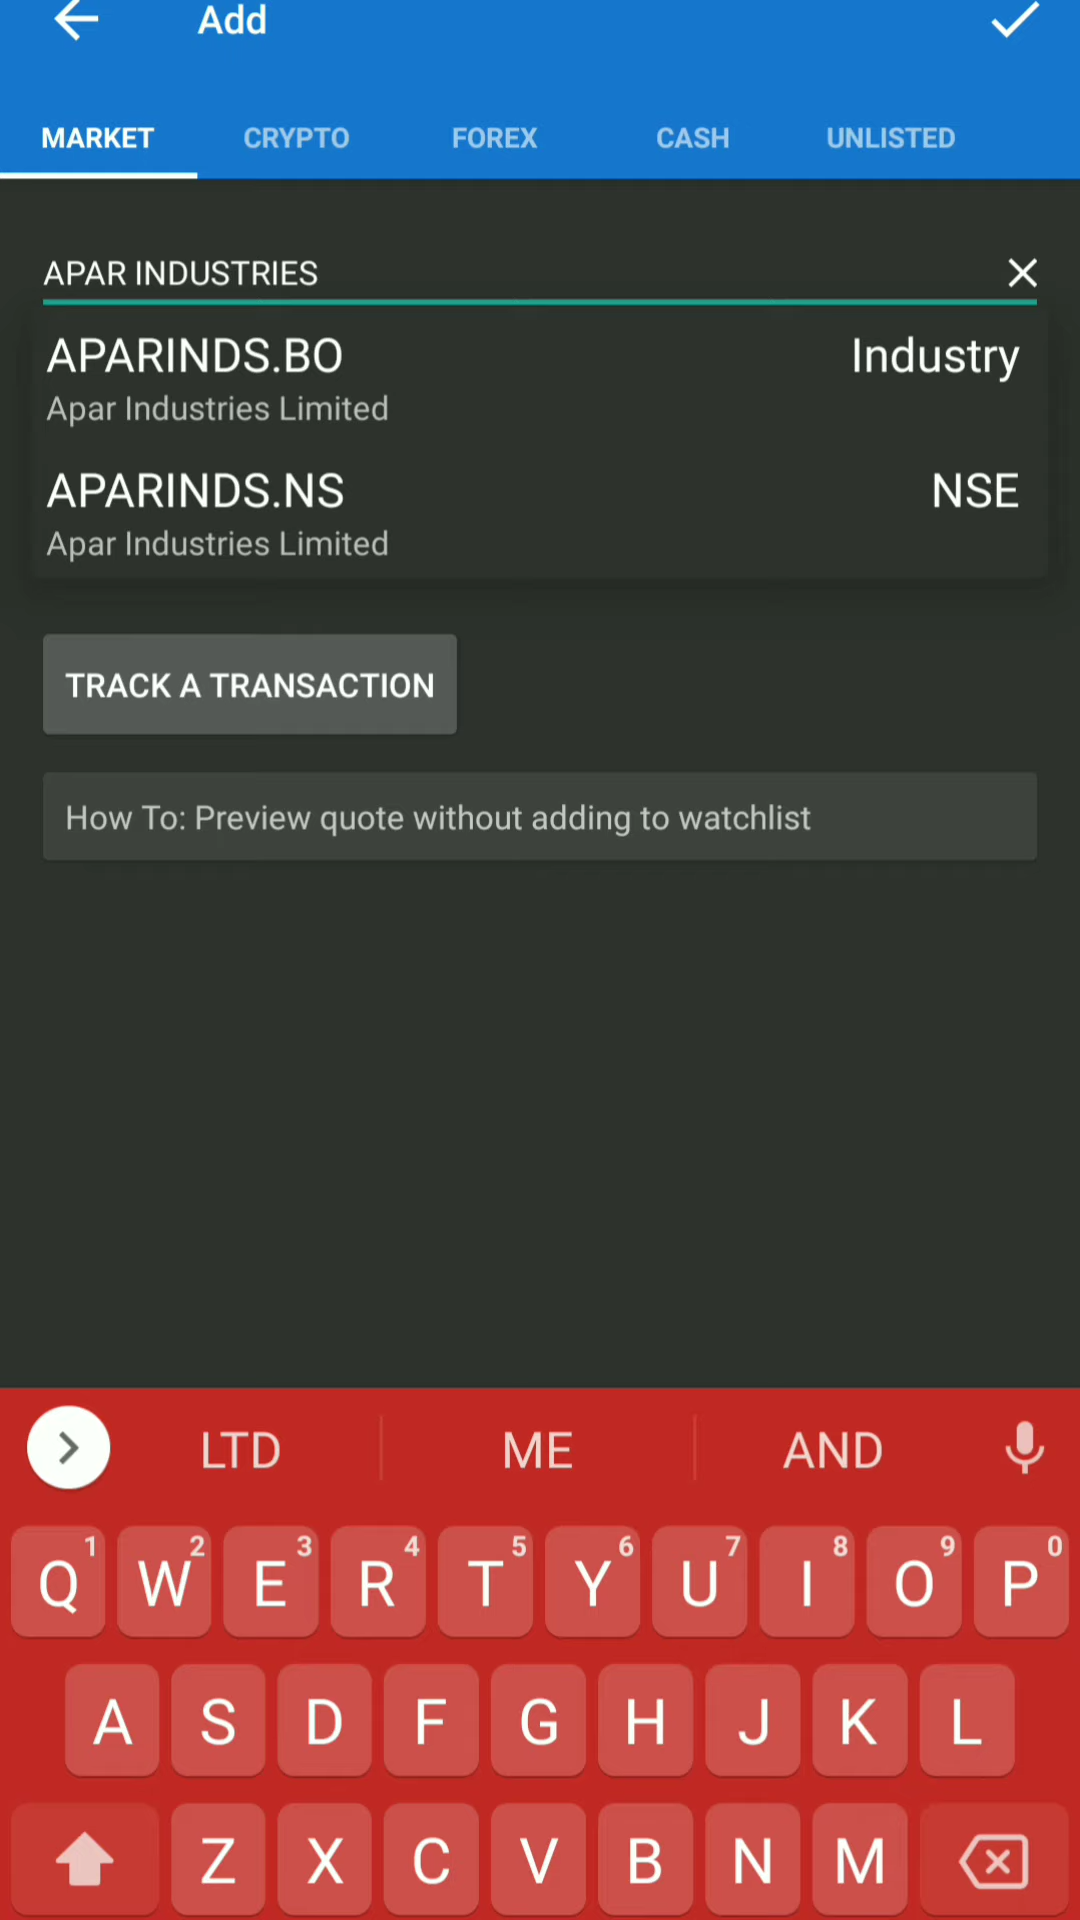 Add
MARKET CRYPTO FOREX CASH UNLISTED
APAR INDUSTRIES
APARINDS.BO Industry
Apar Industries Limited
APARINDS.NS NSE
Apar Industries Limited
TRACK A TRANSACTION
How To: Preview quote without adding to watchlist
LTD ME AND
Q 1 W 2 E 3 R 4 T 5 Y 6 U 7 I 8 O 9 P 0
A S D F G H J K L
Z X C V B N M